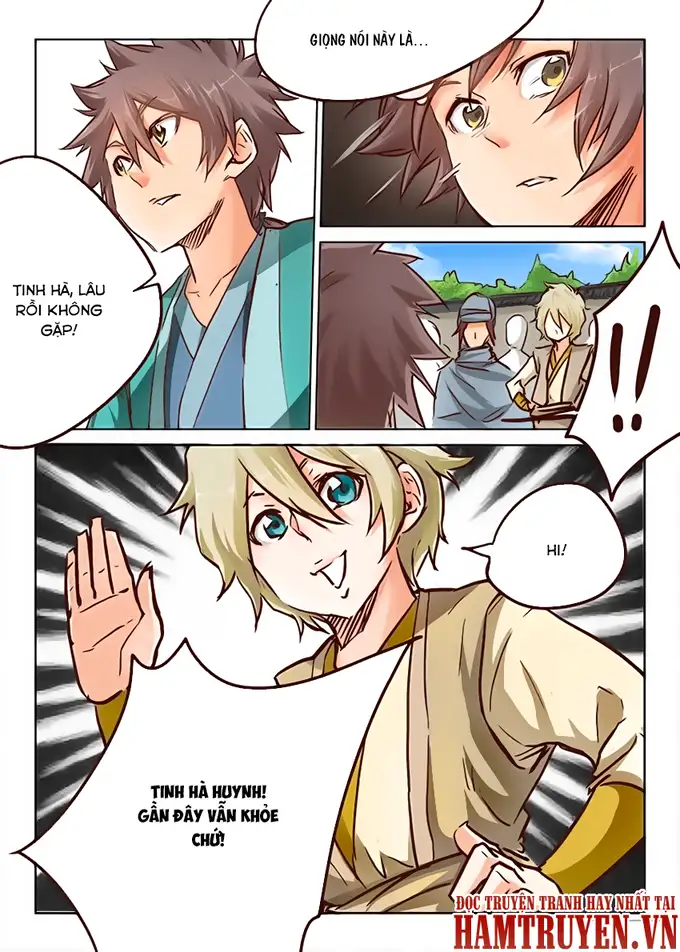 GIỌNG NÓI NÀY LÀ...
TINH HÀ, LÂU
RỒI KHÔNG
GẶP!
!!
HI!
TINH HÀ HUYNH!
GẦN ĐÂY VẪN KHỎE
CHỨ!
ĐỌC TRUYỆN TRANH HAY NHẤT TẠI
HAMTRUYEN.VN